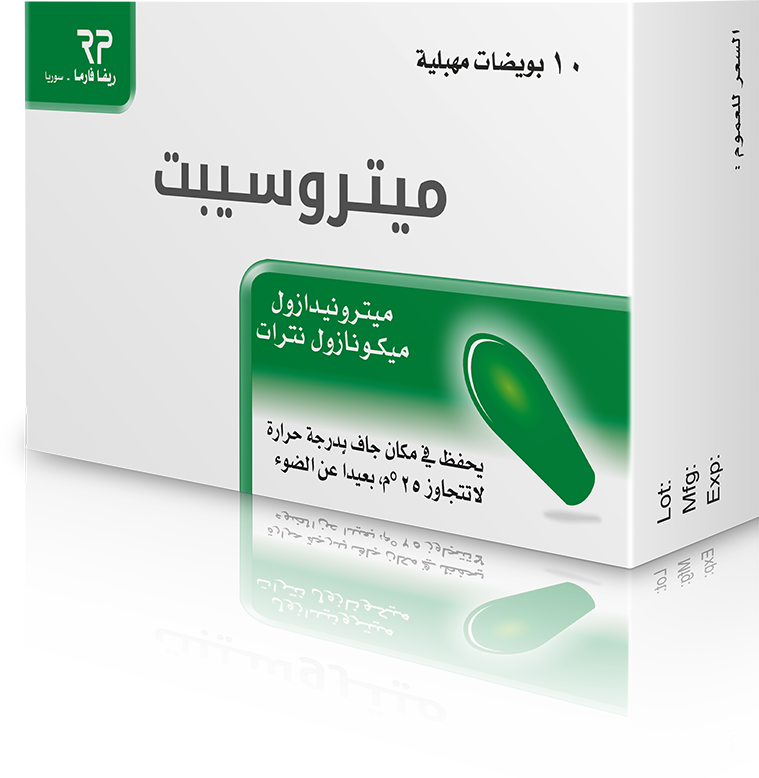 RP
ريفا فارما - سوريا
١٠ بويضات مهبلية
ميتروسيبت
ميترونيدازول
ميكونازول نترات
يحفظ في مكان جاف بدرجة حرارة
لاتتجاوز ٢٥ °م، بعيدا عن الضوء
السعر للعموم :
Lot:
Mfg:
Exp: